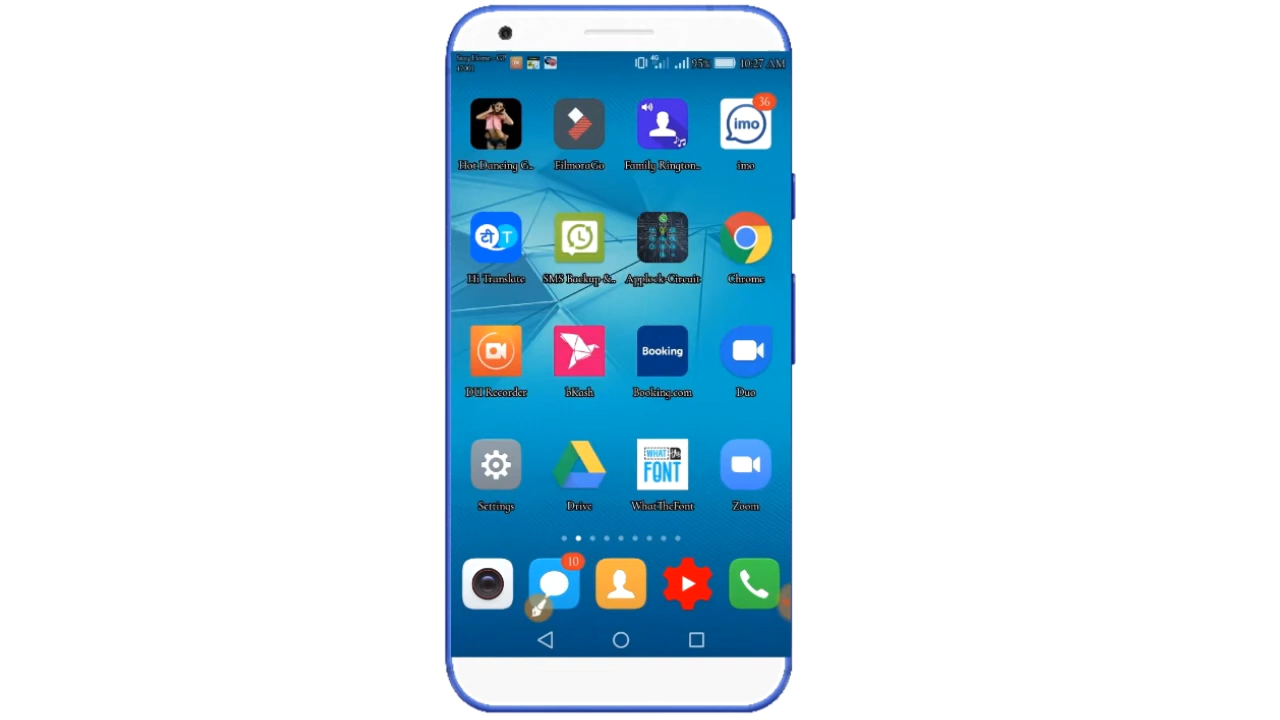 95% 10:27 AM
36
imo
Hot Dancing G.. FilmoraGo Family Rington.. imo
टी T
Hi Translate SMS Backup &.. Applock-Circuit Chrome
Booking
DU Recorder bKash Booking.com Duo
WHAT the
FONT
Settings Drive WhatTheFont Zoom
10